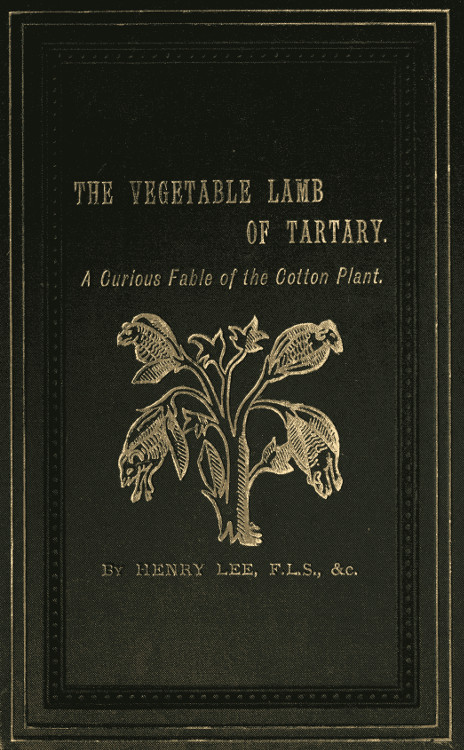 THE VEGETABLE LAMB
OF TARTARY.
A Curious Fable of the Cotton Plant.
By HENRY LEE, F.L.S., &c.